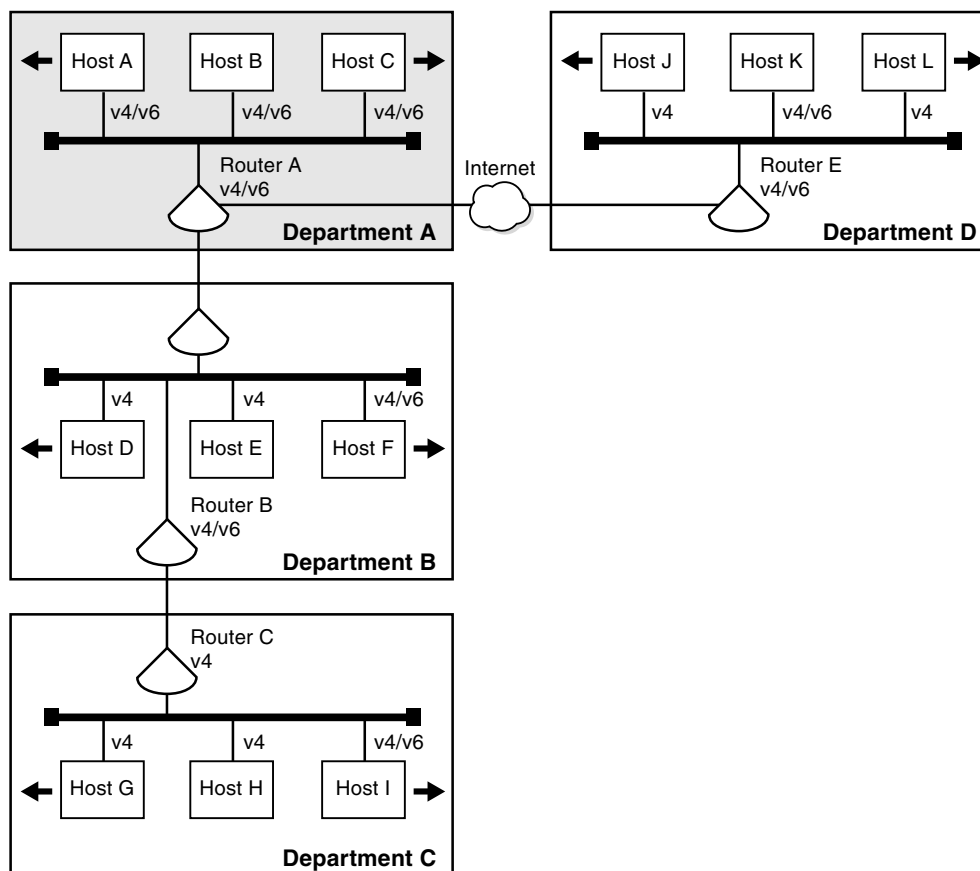 Host A
Host B
Host C
v4/v6
v4/v6
v4/v6
Router A
v4/v6
Department A
Internet
Host J
Host K
Host L
v4
v4/v6
v4
Router E
v4/v6
Department D
v4
v4
v4/v6
Host D
Host E
Host F
Router B
v4/v6
Department B
Router C
v4
v4
v4
v4/v6
Host G
Host H
Host I
Department C